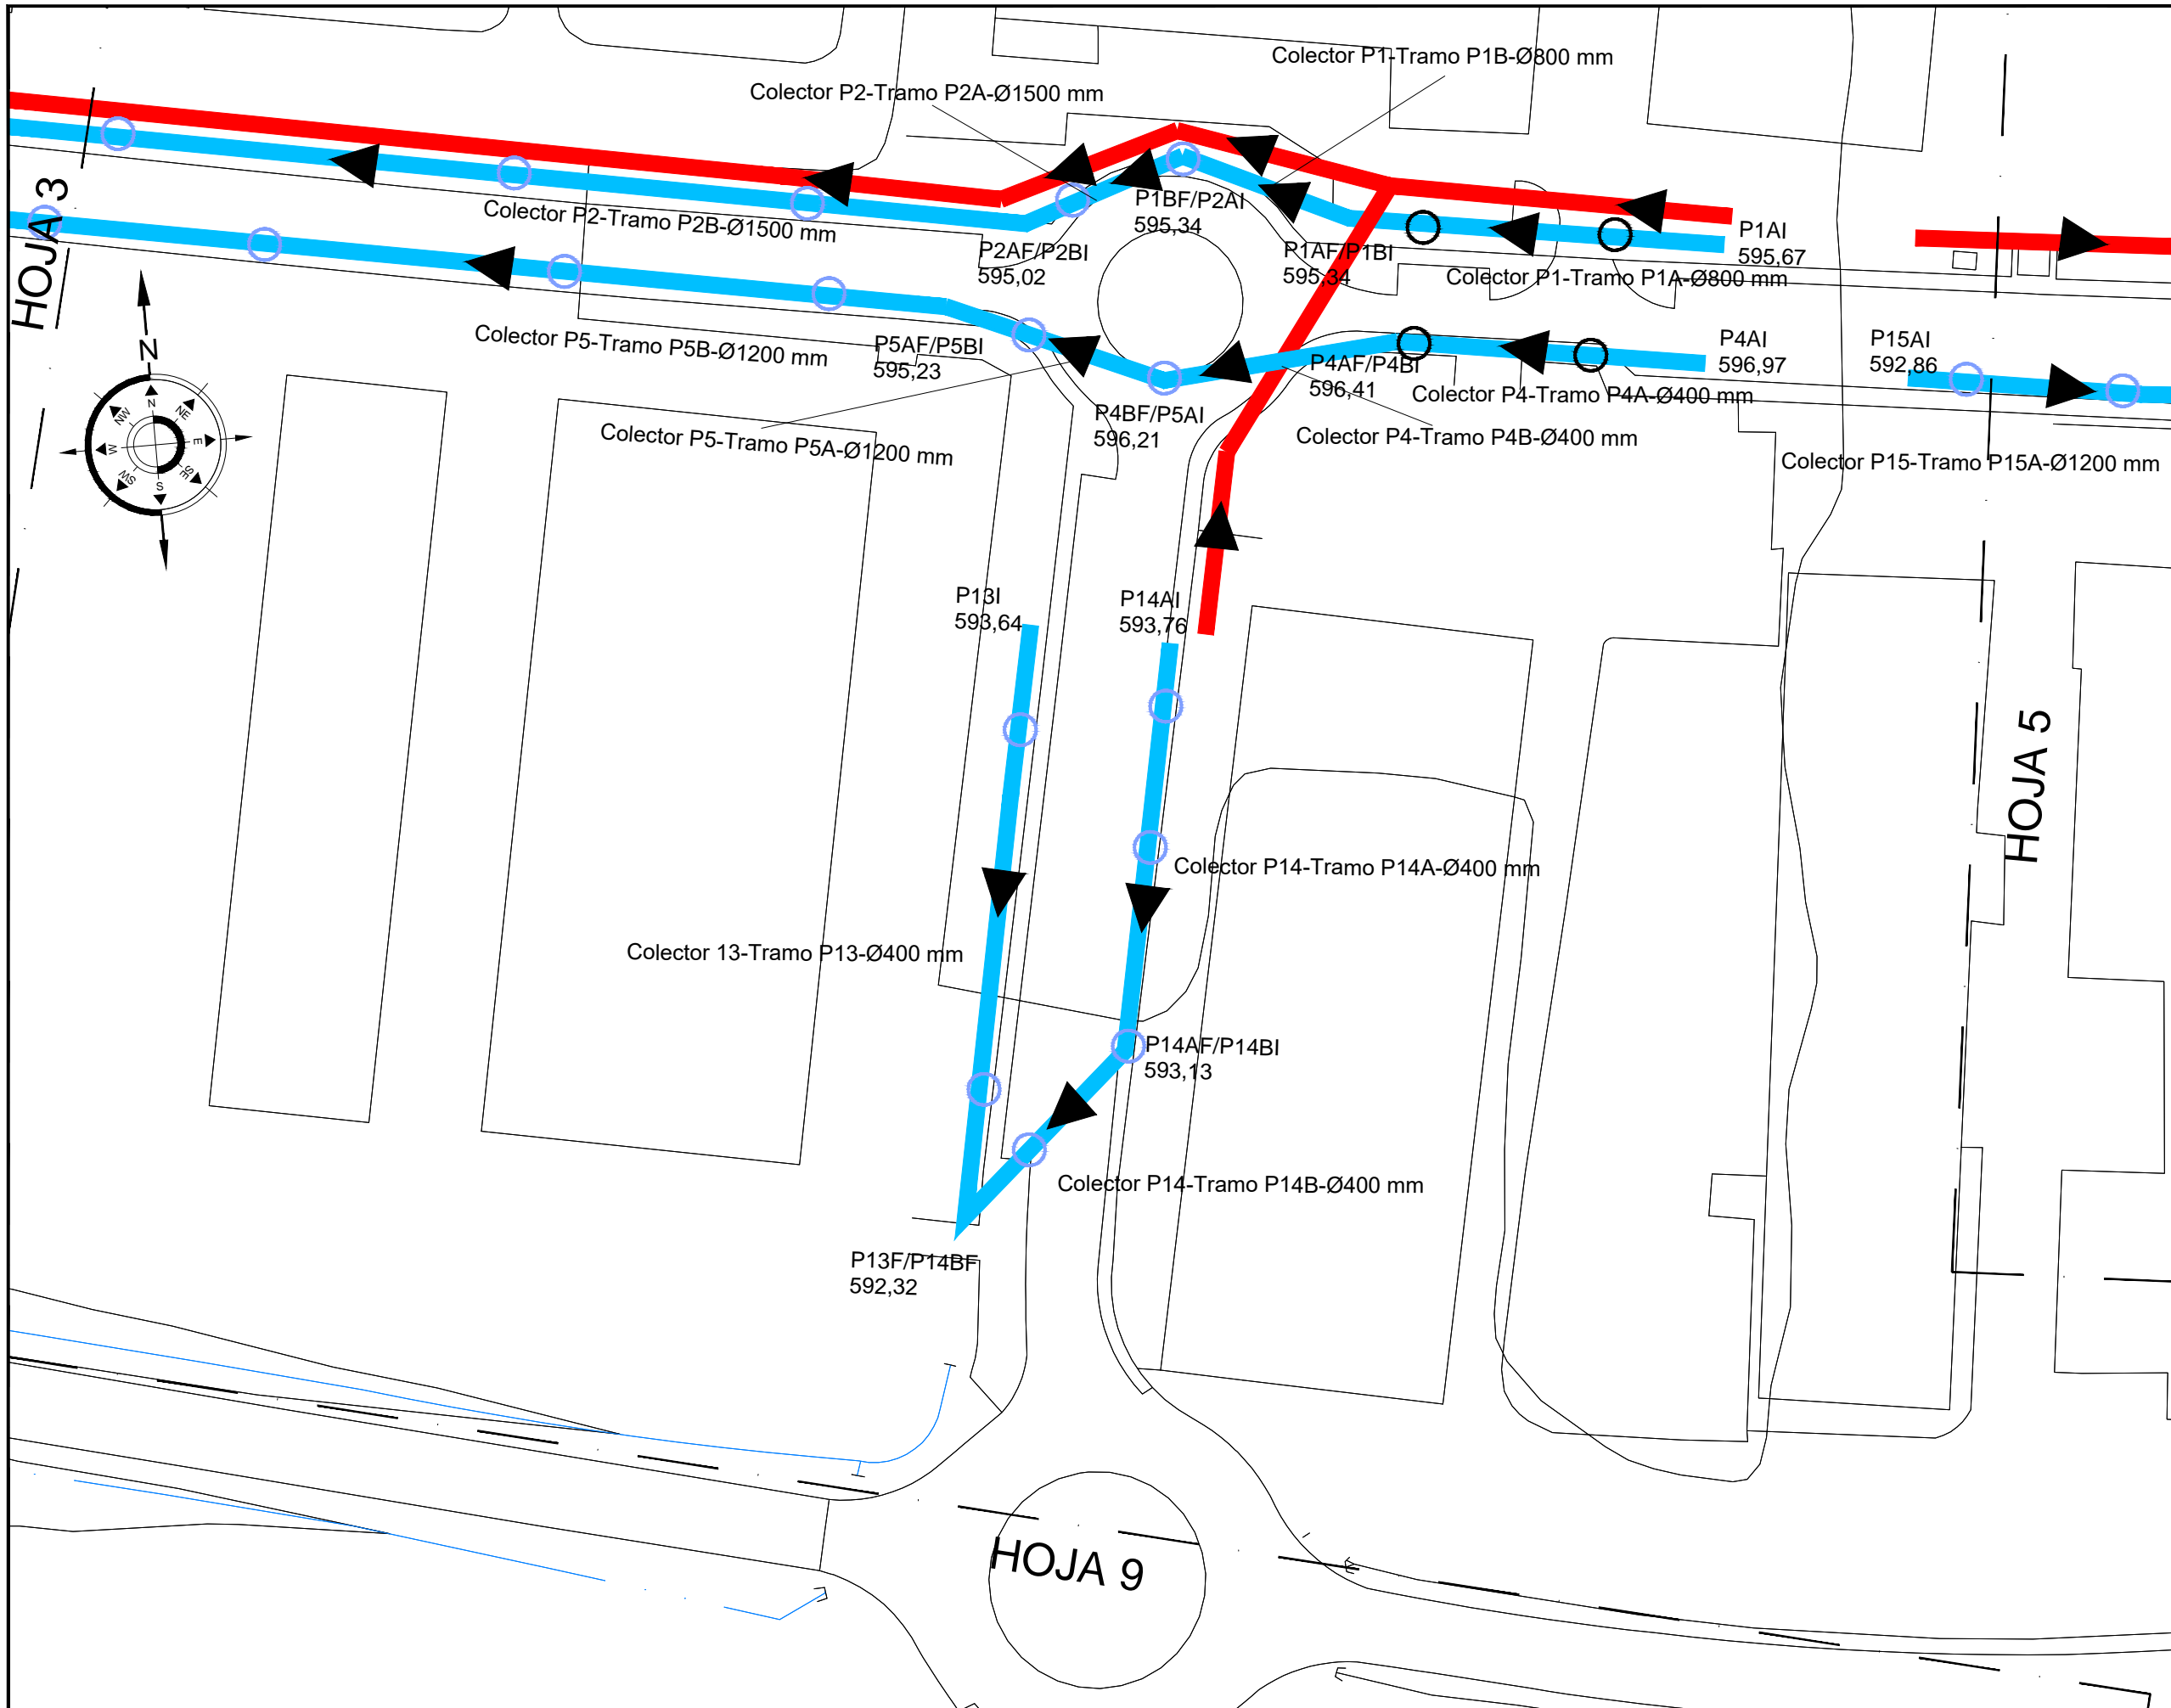 Colector P1-Tramo P1B-Ø800 mm
Colector P2-Tramo P2A-Ø1500 mm
HOJA 3
Colector P2-Tramo P2B-Ø1500 mm
P1BF/P2AI
595,34
P1AI
595,67
P2AF/P2BI
595,02
P1AF/P1BI
595,34
Colector P1-Tramo P1A-Ø800 mm
Colector P5-Tramo P5B-Ø1200 mm
P5AF/P5BI
595,23
P4AI
596,97
P15AI
592,86
P4AF/P4BI
596,41
Colector P4-Tramo P4A-Ø400 mm
P4BF/P5AI
596,21
Colector P5-Tramo P5A-Ø1200 mm
Colector P4-Tramo P4B-Ø400 mm
Colector P15-Tramo P15A-Ø1200 mm
N
N
NE
E
SE
S
SW
W
NW
P13I
593,64
P14AI
593,76
HOJA 5
Colector P14-Tramo P14A-Ø400 mm
Colector 13-Tramo P13-Ø400 mm
P14AF/P14BI
593,13
Colector P14-Tramo P14B-Ø400 mm
P13F/P14BF
592,32
HOJA 9